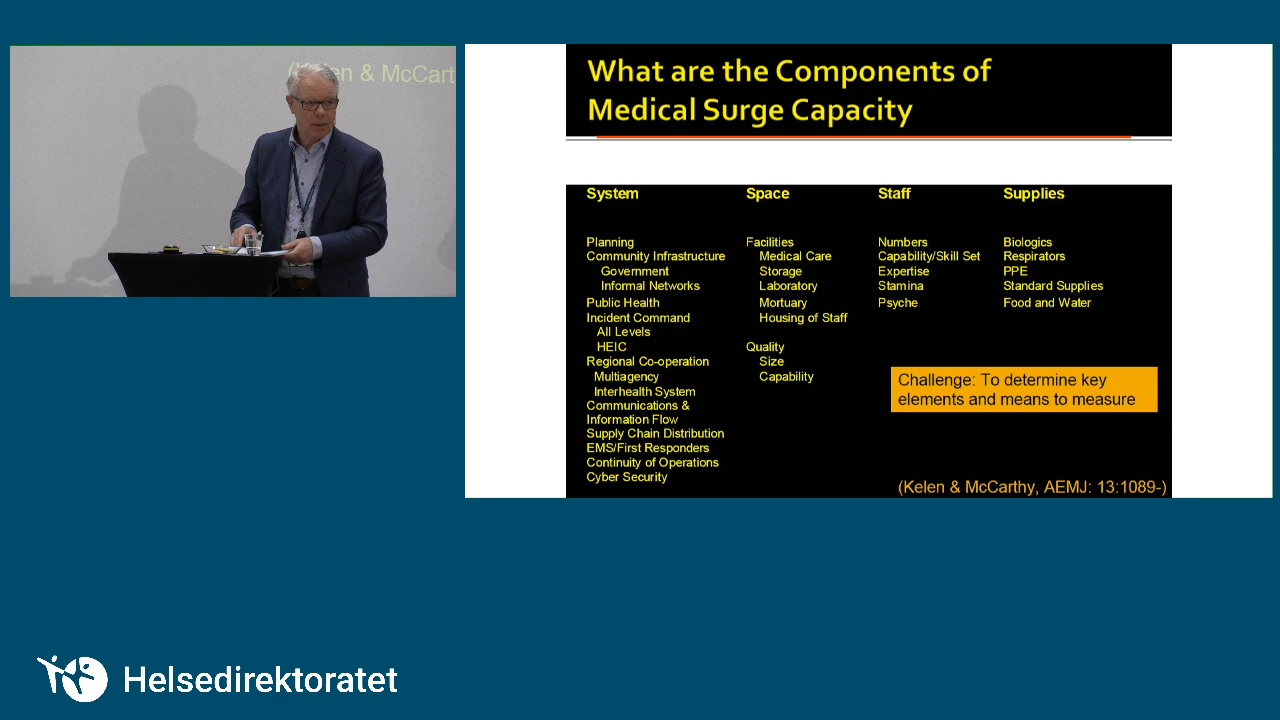 (K en & McCart
What are the Components of
Medical Surge Capacity
System
Planning
Community Infrastructure
Government
Informal Networks
Public Health
Incident Command
All Levels
HEIC
Regional Co-operation
Multiagency
Interhealth System
Communications &
Information Flow
Supply Chain Distribution
EMS/First Responders
Continuity of Operations
Cyber Security
Space
Facilities
Medical Care
Storage
Laboratory
Mortuary
Housing of Staff
Quality
Size
Capability
Staff
Numbers
Capability/Skill Set
Expertise
Stamina
Psyche
Supplies
Biologics
Respirators
PPE
Standard Supplies
Food and Water
Challenge: To determine key
elements and means to measure
(Kelen & McCarthy, AEMJ: 13:1089-)
Helsedirektoratet